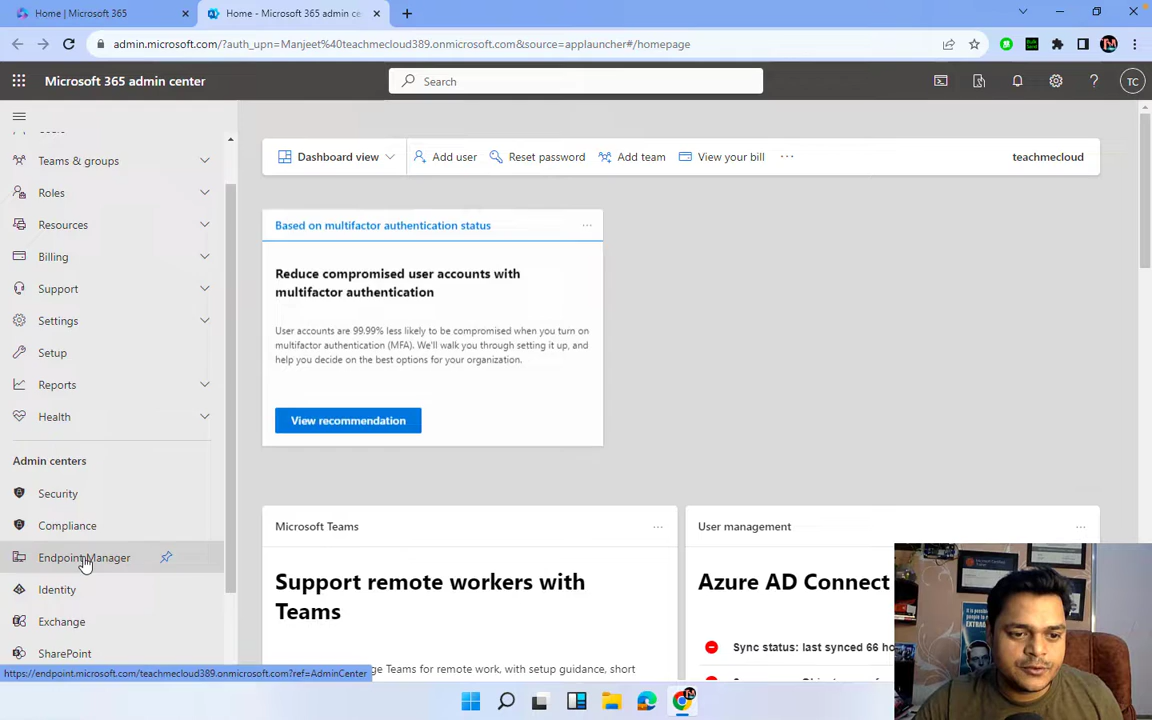 Home | Microsoft 365
Home - Microsoft 365 admin ce
admin.microsoft.com/?auth_upn=Manjeet%40teachmecloud389.onmicrosoft.com&source=applauncher#/homepage
Microsoft 365 admin center
Search
TC
Teams & groups
Roles
Resources
Billing
Support
Settings
Setup
Reports
Health
Admin centers
Security
Compliance
Endpoint Manager
Identity
Exchange
SharePoint
Dashboard view
Add user
Reset password
Add team
View your bill
teachmecloud
Based on multifactor authentication status
Reduce compromised user accounts with
multifactor authentication
User accounts are 99.99% less likely to be compromised when you turn on
multifactor authentication (MFA). We'll walk you through setting it up, and
help you decide on the best options for your organization.
View recommendation
Microsoft Teams
Support remote workers with
Teams
ge Teams for remote work, with setup guidance, short
User management
Azure AD Connect
Sync status: last synced 66 ho
https://endpoint.microsoft.com/teachmecloud389.onmicrosoft.com?ref=AdminCenter